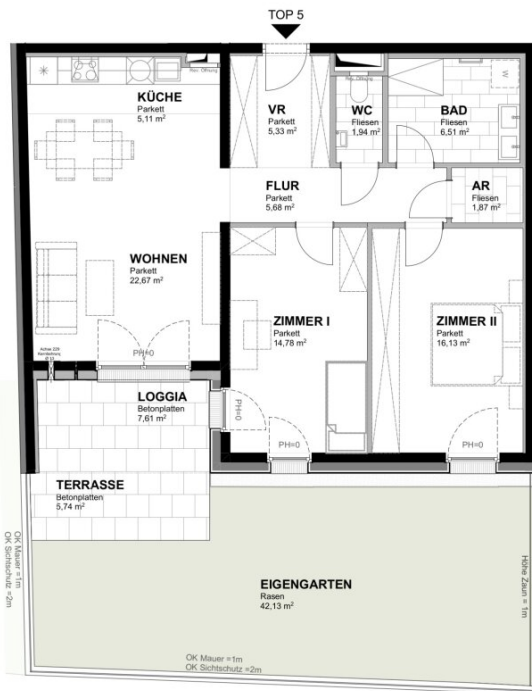 TOP 5
Rev. Öffnung
Rev. Öffnung
KÜCHE
Parkett
5,11 m²
VR
Parkett
5,33 m²
WC
Fliesen
1,94 m²
BAD
Fliesen
6,51 m²
W
FLUR
Parkett
5,68 m²
AR
Fliesen
1,87 m²
WOHNEN
Parkett
22,67 m²
ZIMMER I
Parkett
14,78 m²
ZIMMER II
Parkett
16,13 m²
PH=0
LOGGIA
Betonplatten
7,61 m²
PH=0
PH=0
PH=0
TERRASSE
Betonplatten
5,74 m²
OK Mauer =1m
OK Sichtschutz =2m
Höhe Zaun = 1m
EIGENGARTEN
Rasen
42,13 m²
OK Mauer =1m
OK Sichtschutz =2m